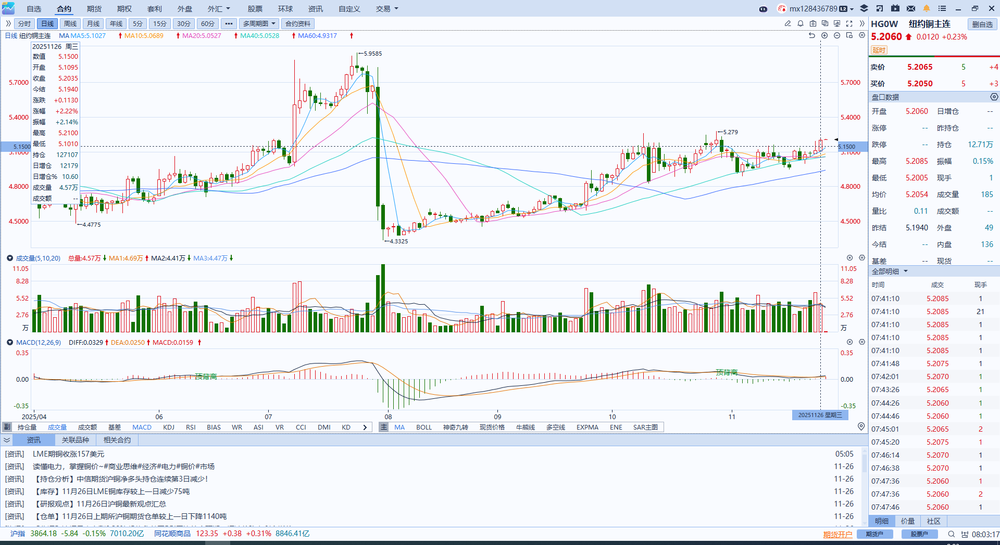 自选 合约 期货 期权 套利 外盘 外汇 股票 环球 资讯 自定义 交易 mx128436789 L2
分时 日线 周线 月线 年线 5分 15分 30分 60分 ••• 多周期图 合约资料
日线 纽约铜主连 MA MA5:5.1027 MA10:5.0689 MA20:5.0527 MA40:5.0528 MA60:4.9317
HG0W 纽约铜主连 删自选
5.2060 0.0120 +0.23%
延时
卖价 5.2065 5 +4
买价 5.2050 5 +3
盘口数据
开盘 5.2060 日增仓 --
涨停 -- 昨持仓 --
跌停 -- 持仓 12.71万
最高 5.2085 振幅 0.15%
最低 5.2005 现手 1
均价 5.2054 成交量 185
量比 0.11 成交额 --
昨结 5.1940 外盘 49
今结 -- 内盘 136
基差 -- 现货 --
全部明细
时间 成交 现手
07:41:10 5.2085 1
07:41:10 5.2085 21
07:41:10 5.2085 1
07:41:10 5.2085 1
07:41:10 5.2085 1
07:41:48 5.2075 1
07:42:01 5.2070 1
07:43:26 5.2065 1
07:44:26 5.2060 1
07:44:46 5.2060 1
07:45:01 5.2065 2
07:45:20 5.2075 1
07:46:14 5.2070 1
07:46:38 5.2070 1
07:47:36 5.2060 1
07:47:36 5.2060 2
07:47:46 5.2060 1
明细 价量 社区
20251126 周三
数值 5.1500
开盘 5.1095
收盘 5.2035
今结 5.1940
涨跌 +0.1130
涨幅 +2.22%
振幅 +2.14%
最高 5.2100
最低 5.1010
持仓 127107
日增仓 12179
日增仓% 10.60
成交量 4.57万
成交额 --
5.7000 5.7000
5.4000 5.4000
5.1500 5.1500
5.1000 5.1000
4.8000 4.8000
4.5000 4.5000
←5.9585
←5.279
←4.4775
←4.3325
成交量(5,10,20) 总量:4.57万 MA1:4.69万 MA2:4.41万 MA3:4.47万
11.05 11.05
8.28 8.28
5.52 5.52
2.76 2.76
万 万
MACD(12,26,9) DIFF:0.0329 DEA:0.0250 MACD:0.0159
0.35 0.35
顶背离 顶背离
0.00 0.00
-0.35 -0.35
2025/04 06 07 08 09 10 11 20251126 星期三
副 持仓量 成交量 成交额 基差 MACD KDJ RSI BIAS WR ASI VR CCI DMI KD 主 MA BOLL 神奇九转 现货价格 牛熊线 多空线 EXPMA ENE SAR主图
资讯 关联品种 相关合约
[资讯] LME期铜收涨157美元 05:05
[资讯] 读懂电力，掌握铜价~#商业思维#经济#电力#铜价#市场 11-26
[资讯] 【持仓分析】中信期货沪铜净多头持仓连续第3日减少！ 11-26
[资讯] 【库存】11月26日LME铜库存较上一日减少75吨 11-26
[资讯] 【研报观点】11月26日沪铜最新观点汇总 11-26
[资讯] 【仓单】11月26日上期所沪铜期货仓单较上一日下降1140吨 11-26
沪指 3864.18 -5.84 -0.15% 7010.20亿 同花顺商品 123.35 +0.38 +0.31% 8846.41亿 期货开户 期货户 股票户 08:03:17